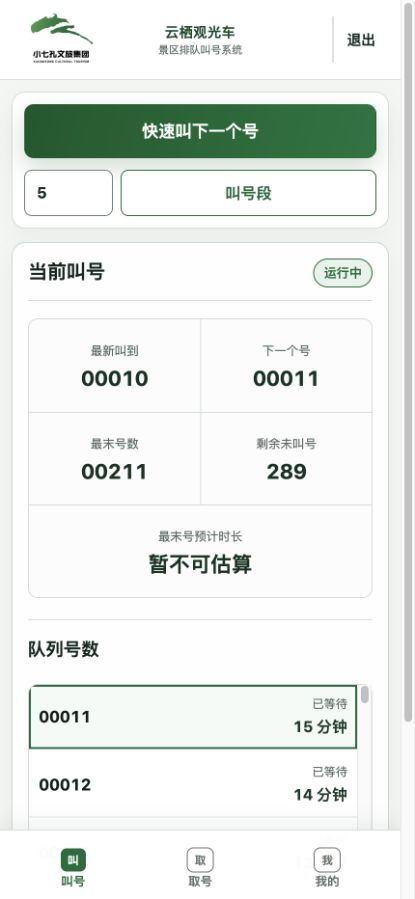 小七孔文旅集团
云栖观光车
景区排队叫号系统
退出
快速叫下一个号
5
叫号段
当前叫号
运行中
最新叫到
下一个号
00010
00011
最末号数
剩余未叫号
00211
289
最末号预计时长
暂不可估算
队列号数
00011
已等待
15 分钟
00012
已等待
14 分钟
叫
取
我
叫号
取号
我的